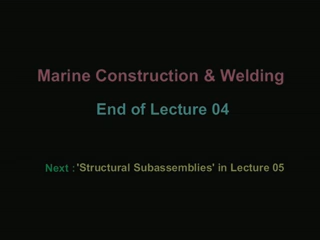 Marine Construction & Welding
End of Lecture 04
Next : 'Structural Subassemblies' in Lecture 05